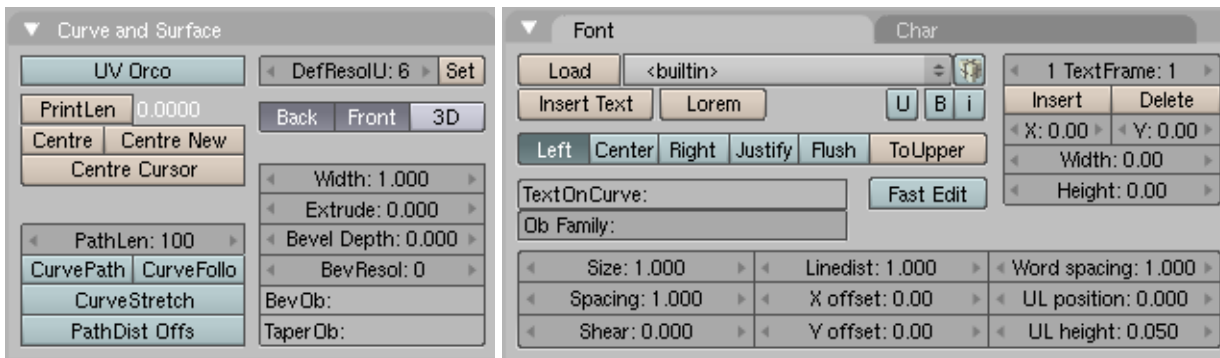 Curve and Surface
UV Orco
DefResolU: 6 Set
PrintLen 0.0000
Back Front 3D
Centre Centre New
Centre Cursor
Width: 1.000
Extrude: 0.000
PathLen: 100
Bevel Depth: 0.000
CurvePath CurveFollo
BevResol: 0
CurveStretch
BevOb:
PathDist Offs
TaperOb:
Font
Char
Load <builtin>
Insert Text Lorem U B i
Left Center Right Justify Flush ToUpper
TextOnCurve:
Fast Edit
Ob Family:
1 TextFrame: 1
Insert Delete
X: 0.00 Y: 0.00
Width: 0.00
Height: 0.00
Size: 1.000 Linedist: 1.000 Word spacing: 1.000
Spacing: 1.000 X offset: 0.00 UL position: 0.000
Shear: 0.000 Y offset: 0.00 UL height: 0.050